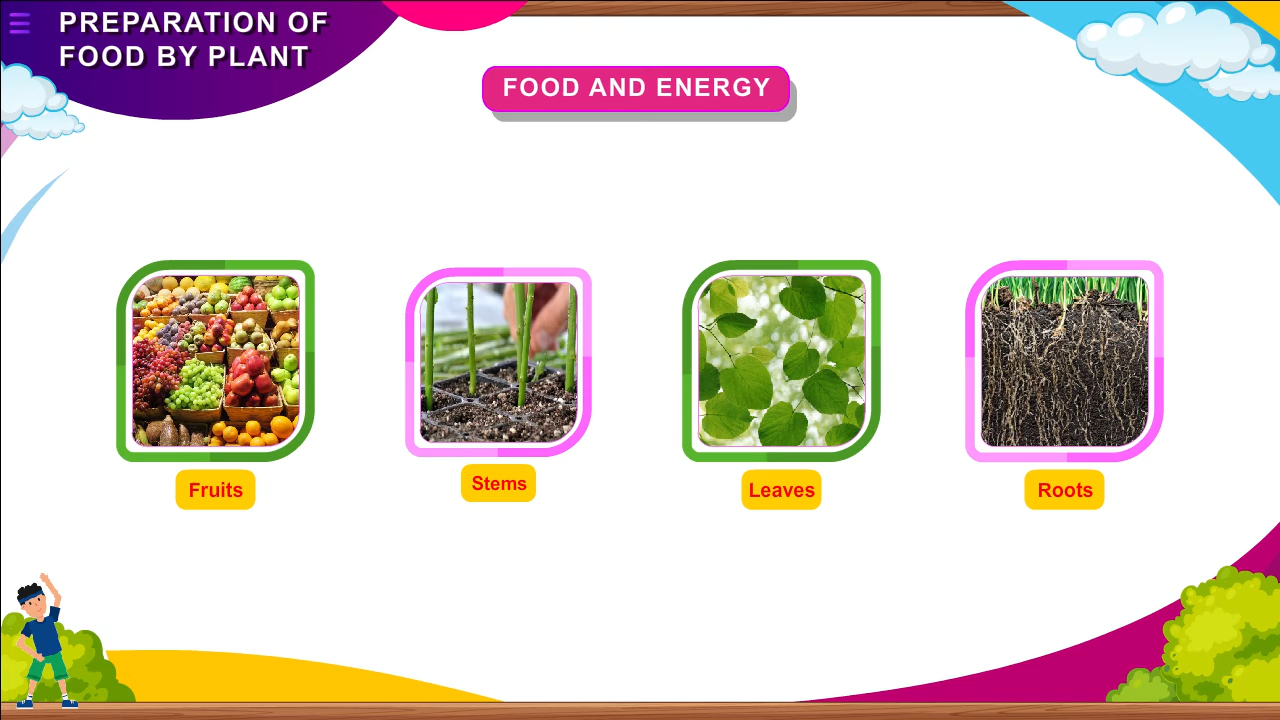 PREPARATION OF
FOOD BY PLANT
FOOD AND ENERGY
Fruits
Stems
Leaves
Roots